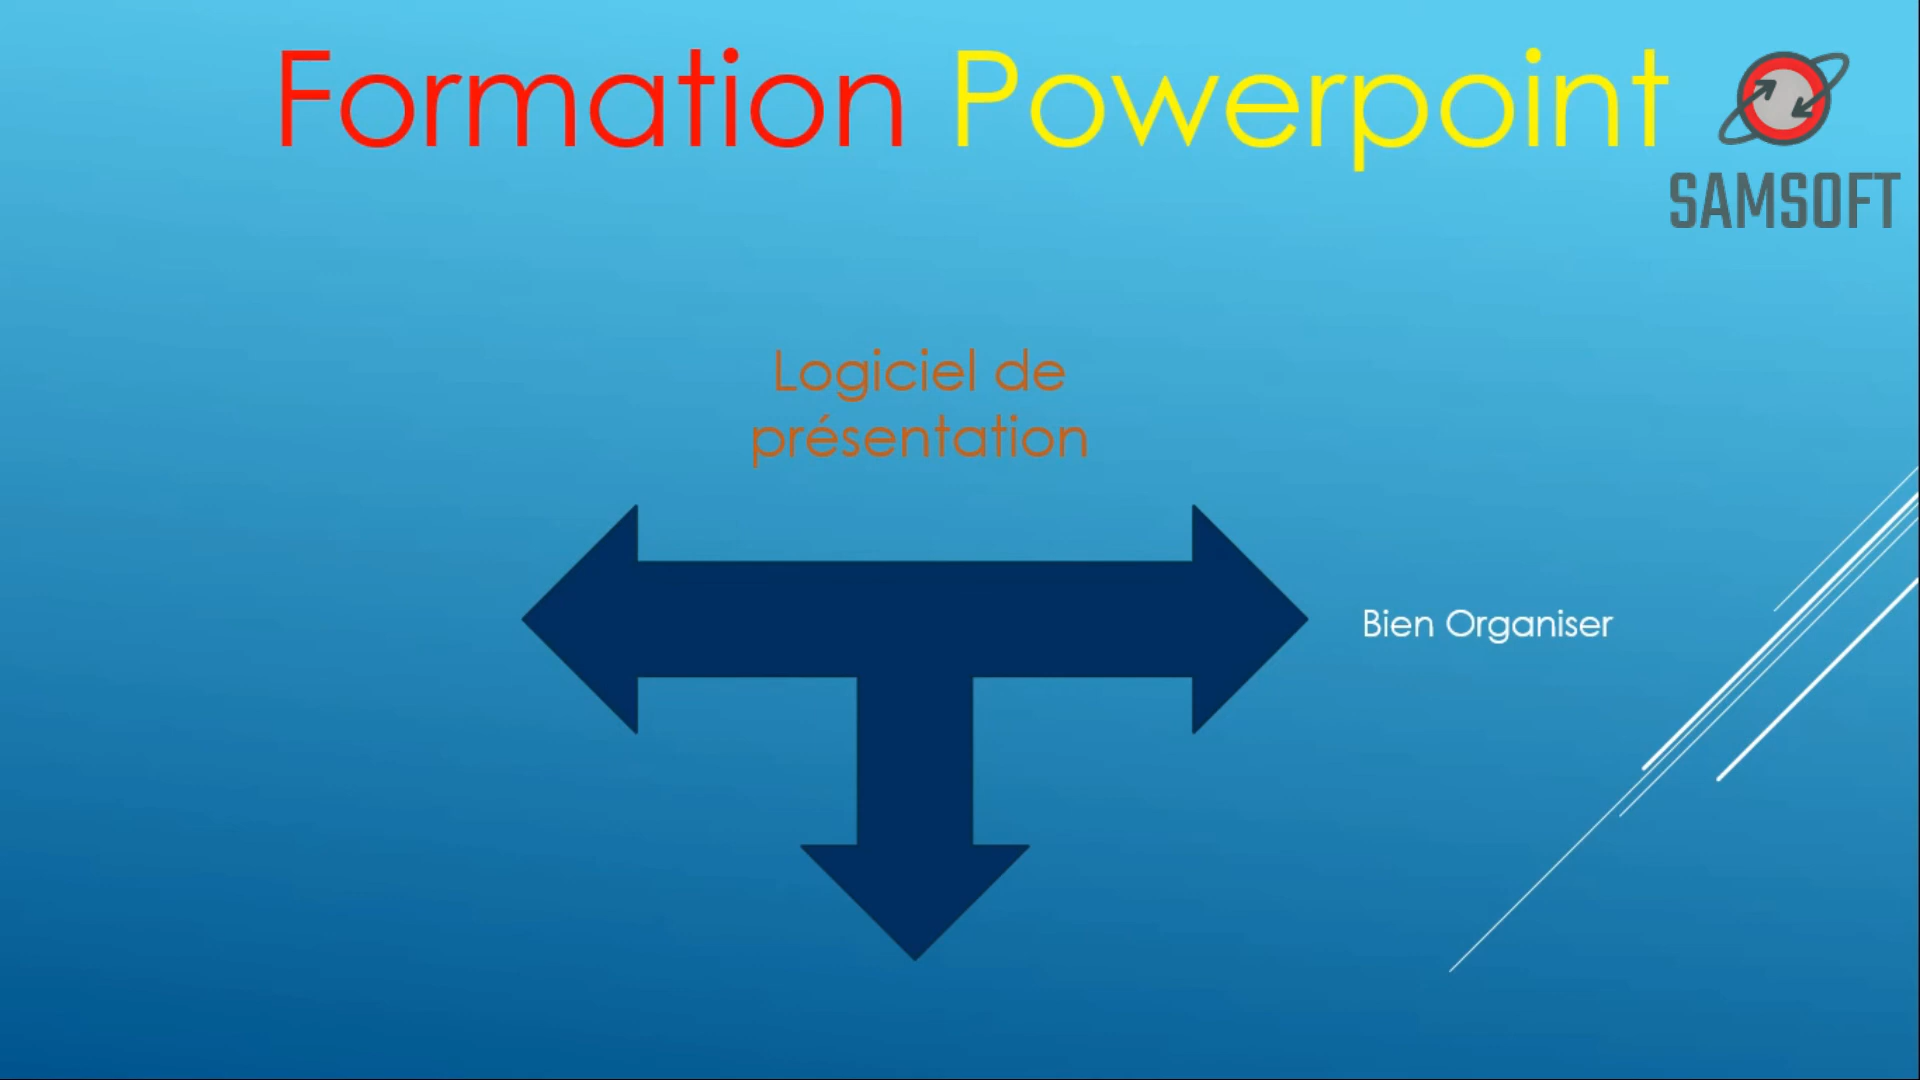 Formation Powerpoint
SAMSOFT
Logiciel de
présentation
Bien Organiser